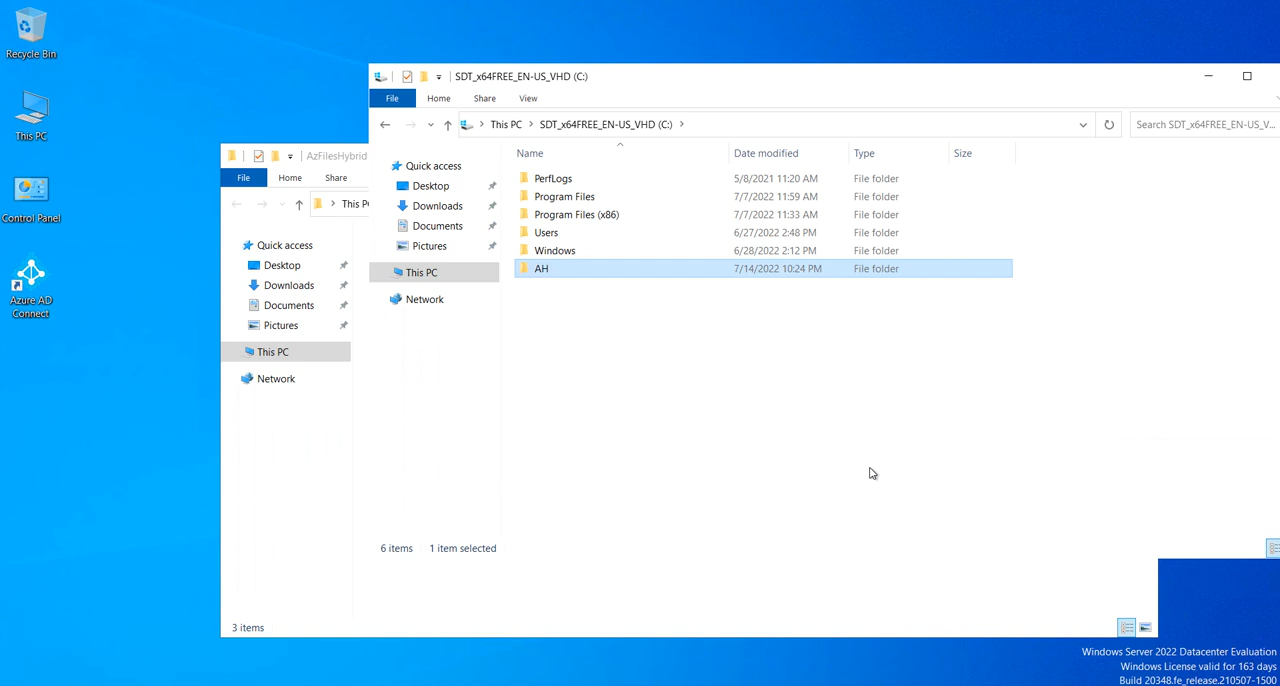 Recycle Bin
This PC
Control Panel
Azure AD
Connect
SDT_x64FREE_EN-US_VHD (C:)
File Home Share View
This PC SDT_x64FREE_EN-US_VHD (C:)
Search SDT_x64FREE_EN-US_V...
Name Date modified Type Size
PerfLogs 5/8/2021 11:20 AM File folder
Program Files 7/7/2022 11:59 AM File folder
Program Files (x86) 7/7/2022 11:33 AM File folder
Users 6/27/2022 2:48 PM File folder
Windows 6/28/2022 2:12 PM File folder
AH 7/14/2022 10:24 PM File folder
Quick access
Desktop
Downloads
Documents
Pictures
This PC
Network
6 items 1 item selected
AzFilesHybrid
File Home Share
This P
Quick access
Desktop
Downloads
Documents
Pictures
This PC
Network
3 items
Windows Server 2022 Datacenter Evaluation
Windows License valid for 163 days
Build 20348.fe_release.210507-1500